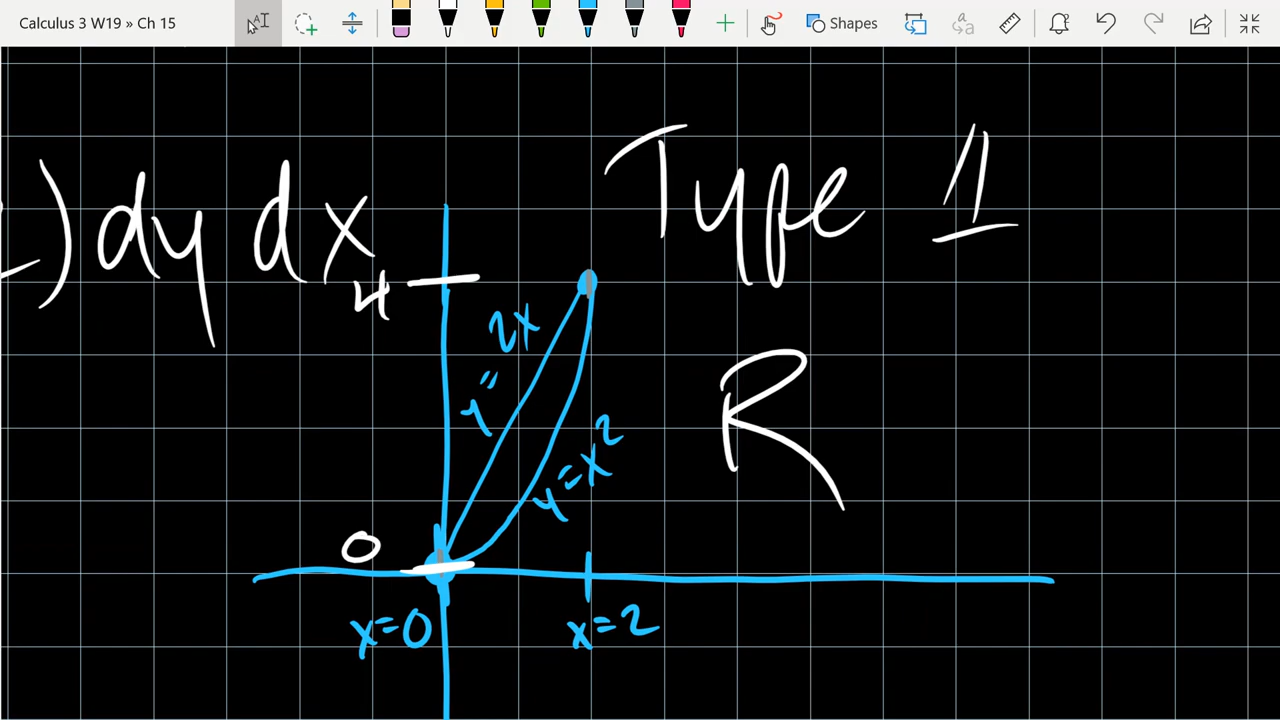 Calculus 3 W19 » Ch 15
Shapes
) dy dx
Type 1
4
y = 2x
R
y = x²
0
x=0
x=2